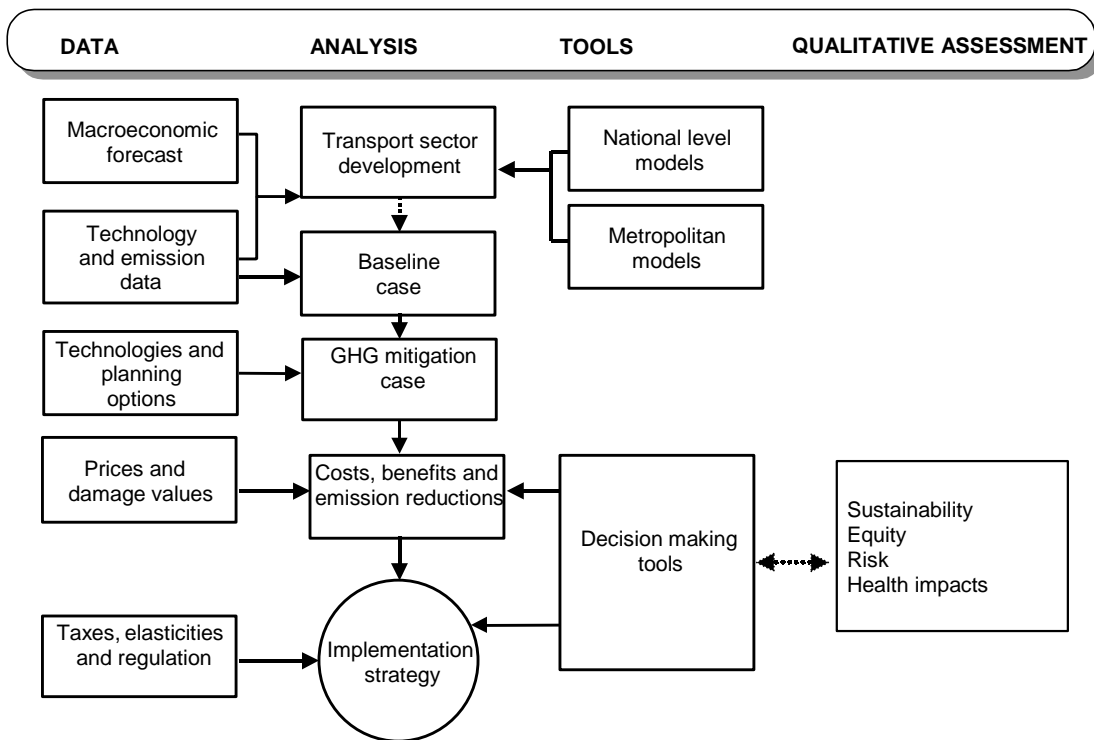 DATA
ANALYSIS
TOOLS
QUALITATIVE ASSESSMENT
Macroeconomic
forecast
Transport sector
development
National level
models
Technology
and emission
data
Baseline
case
Metropolitan
models
Technologies and
planning
options
GHG mitigation
case
Prices and
damage values
Costs, benefits and
emission reductions
Decision making
tools
Sustainability
Equity
Risk
Health impacts
Taxes, elasticities
and regulation
Implementation
strategy